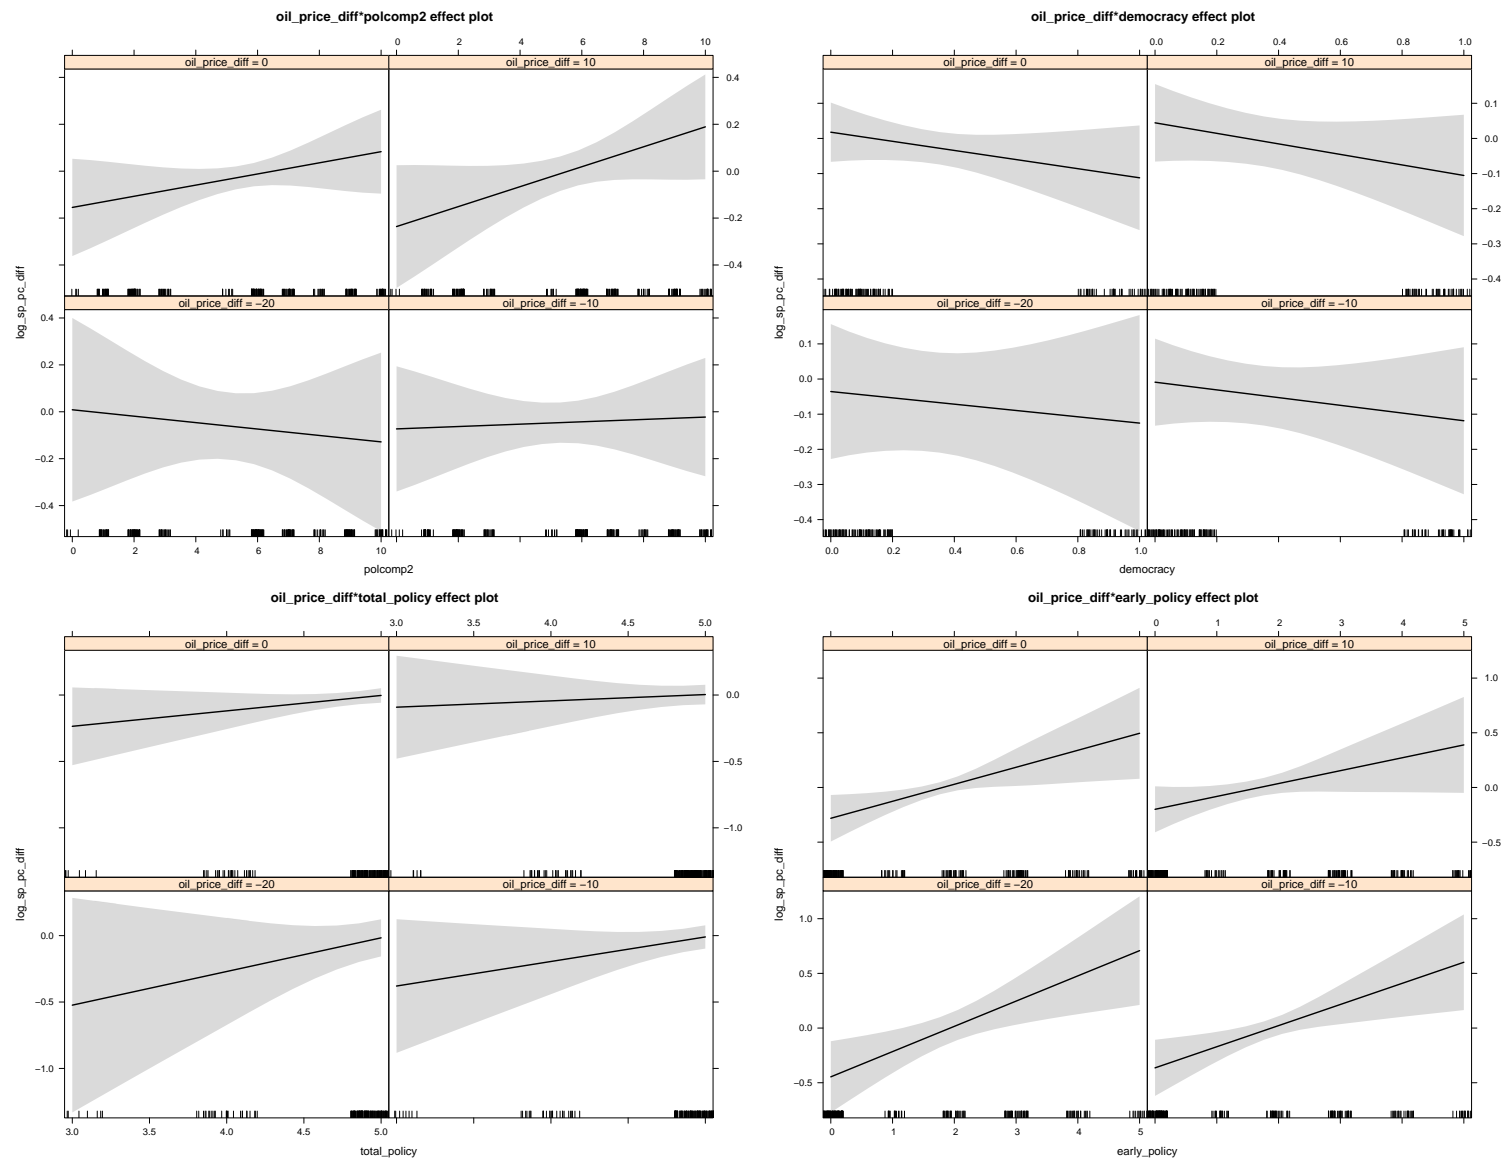 oil_price_diff*polcomp2 effect plot
0 2 4 6 8 10
oil_price_diff = 0 oil_price_diff = 10
0.4
0.2
0.0
−0.2
−0.4
oil_price_diff = −20 oil_price_diff = −10
0.4
0.2
0.0
−0.2
−0.4
0 2 4 6 8 10
polcomp2
log_sp_pc_diff
oil_price_diff*democracy effect plot
0.0 0.2 0.4 0.6 0.8 1.0
oil_price_diff = 0 oil_price_diff = 10
0.1
0.0
−0.1
−0.2
−0.3
−0.4
oil_price_diff = −20 oil_price_diff = −10
0.1
0.0
−0.1
−0.2
−0.3
−0.4
0.0 0.2 0.4 0.6 0.8 1.0
democracy
log_sp_pc_diff
oil_price_diff*total_policy effect plot
3.0 3.5 4.0 4.5 5.0
oil_price_diff = 0 oil_price_diff = 10
0.0
−0.5
−1.0
oil_price_diff = −20 oil_price_diff = −10
0.0
−0.5
−1.0
3.0 3.5 4.0 4.5 5.0
total_policy
log_sp_pc_diff
oil_price_diff*early_policy effect plot
0 1 2 3 4 5
oil_price_diff = 0 oil_price_diff = 10
1.0
0.5
0.0
−0.5
oil_price_diff = −20 oil_price_diff = −10
1.0
0.5
0.0
−0.5
0 1 2 3 4 5
early_policy
log_sp_pc_diff